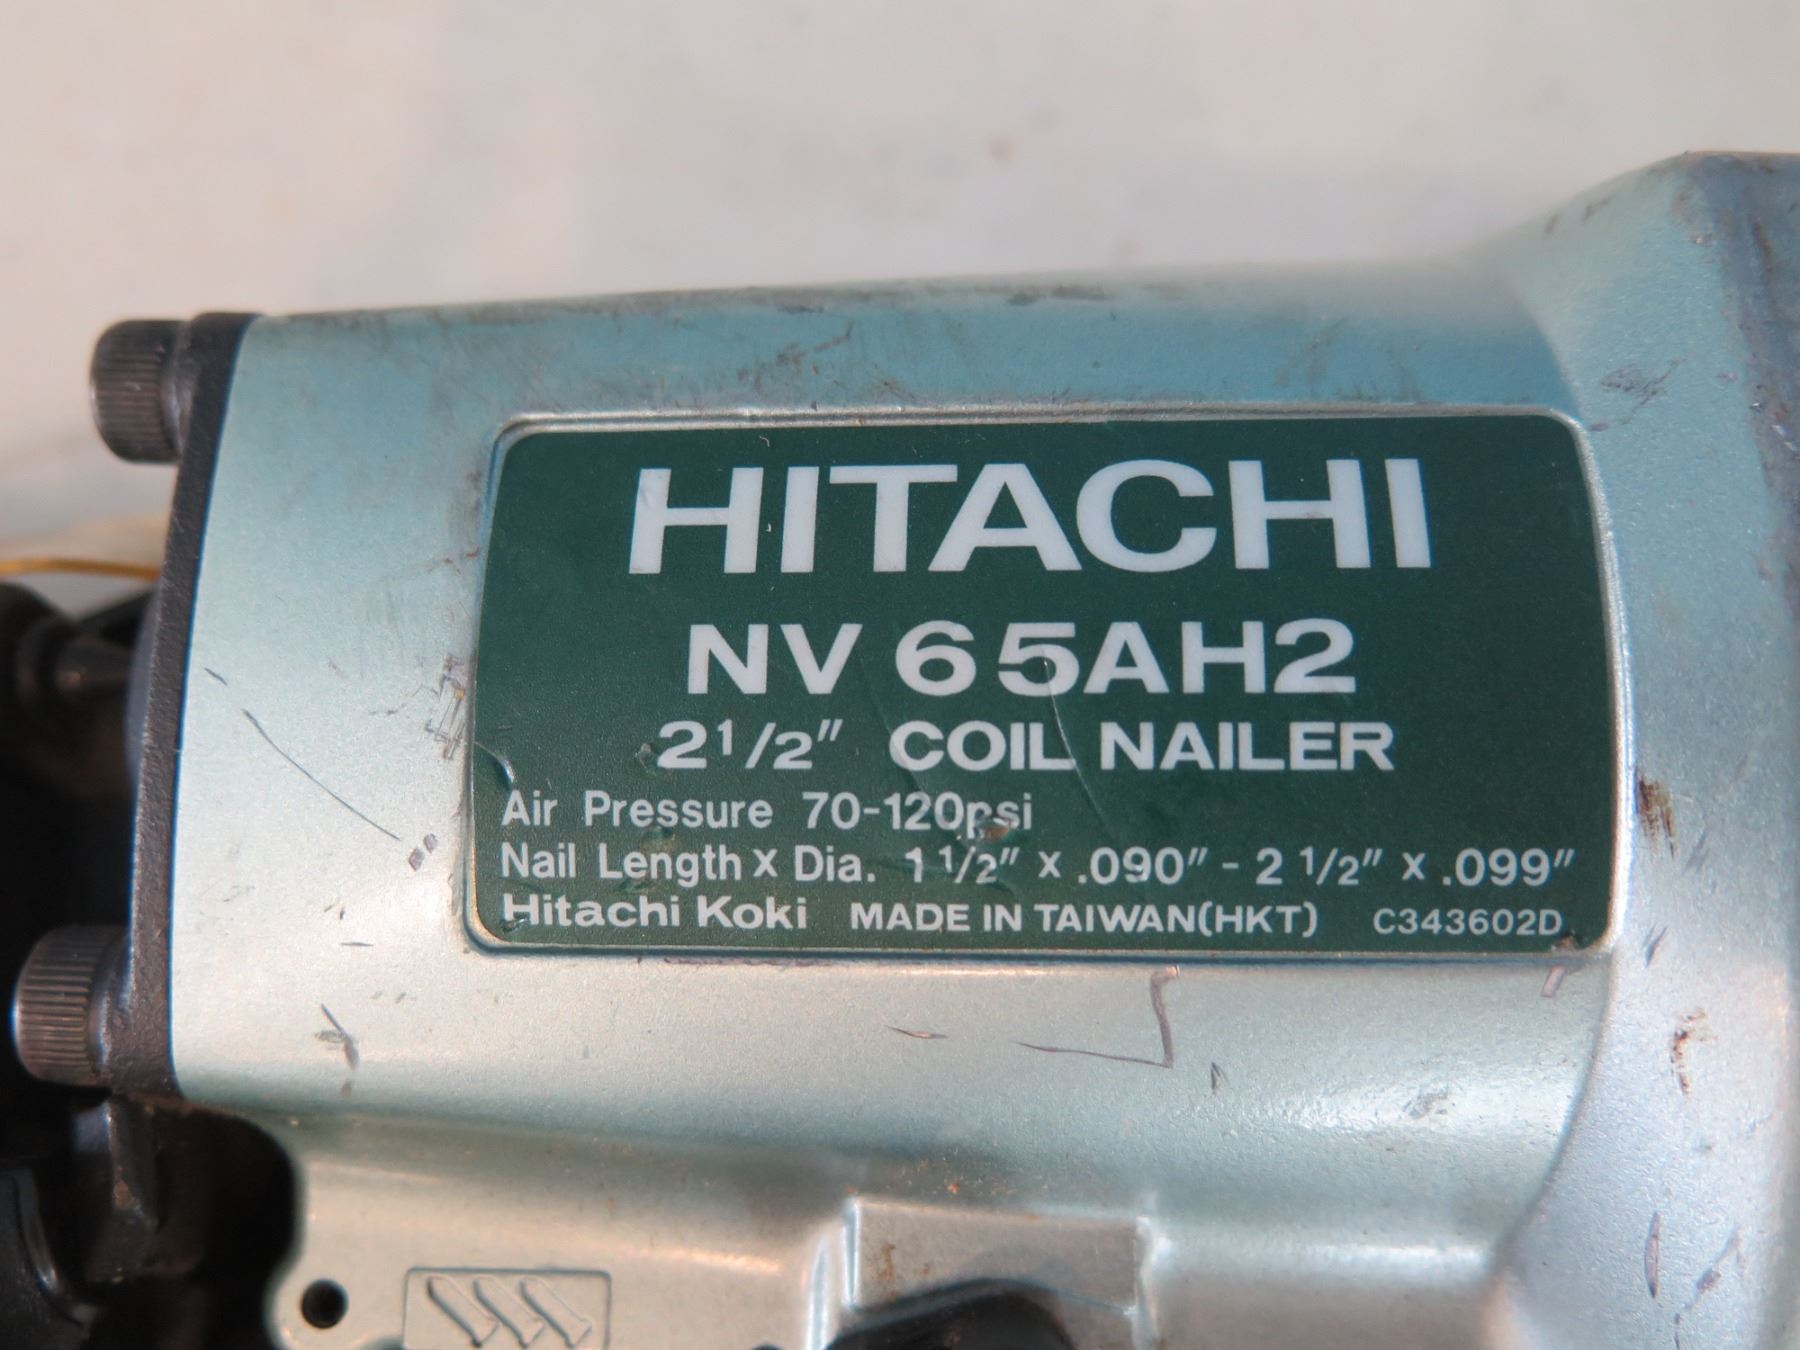 HITACHI
NV 65AH2
2 1/2" COIL NAILER
Air Pressure 70-120psi
Nail Length x Dia. 1 1/2" x .090" - 2 1/2" x .099"
Hitachi Koki MADE IN TAIWAN(HKT) C343602D